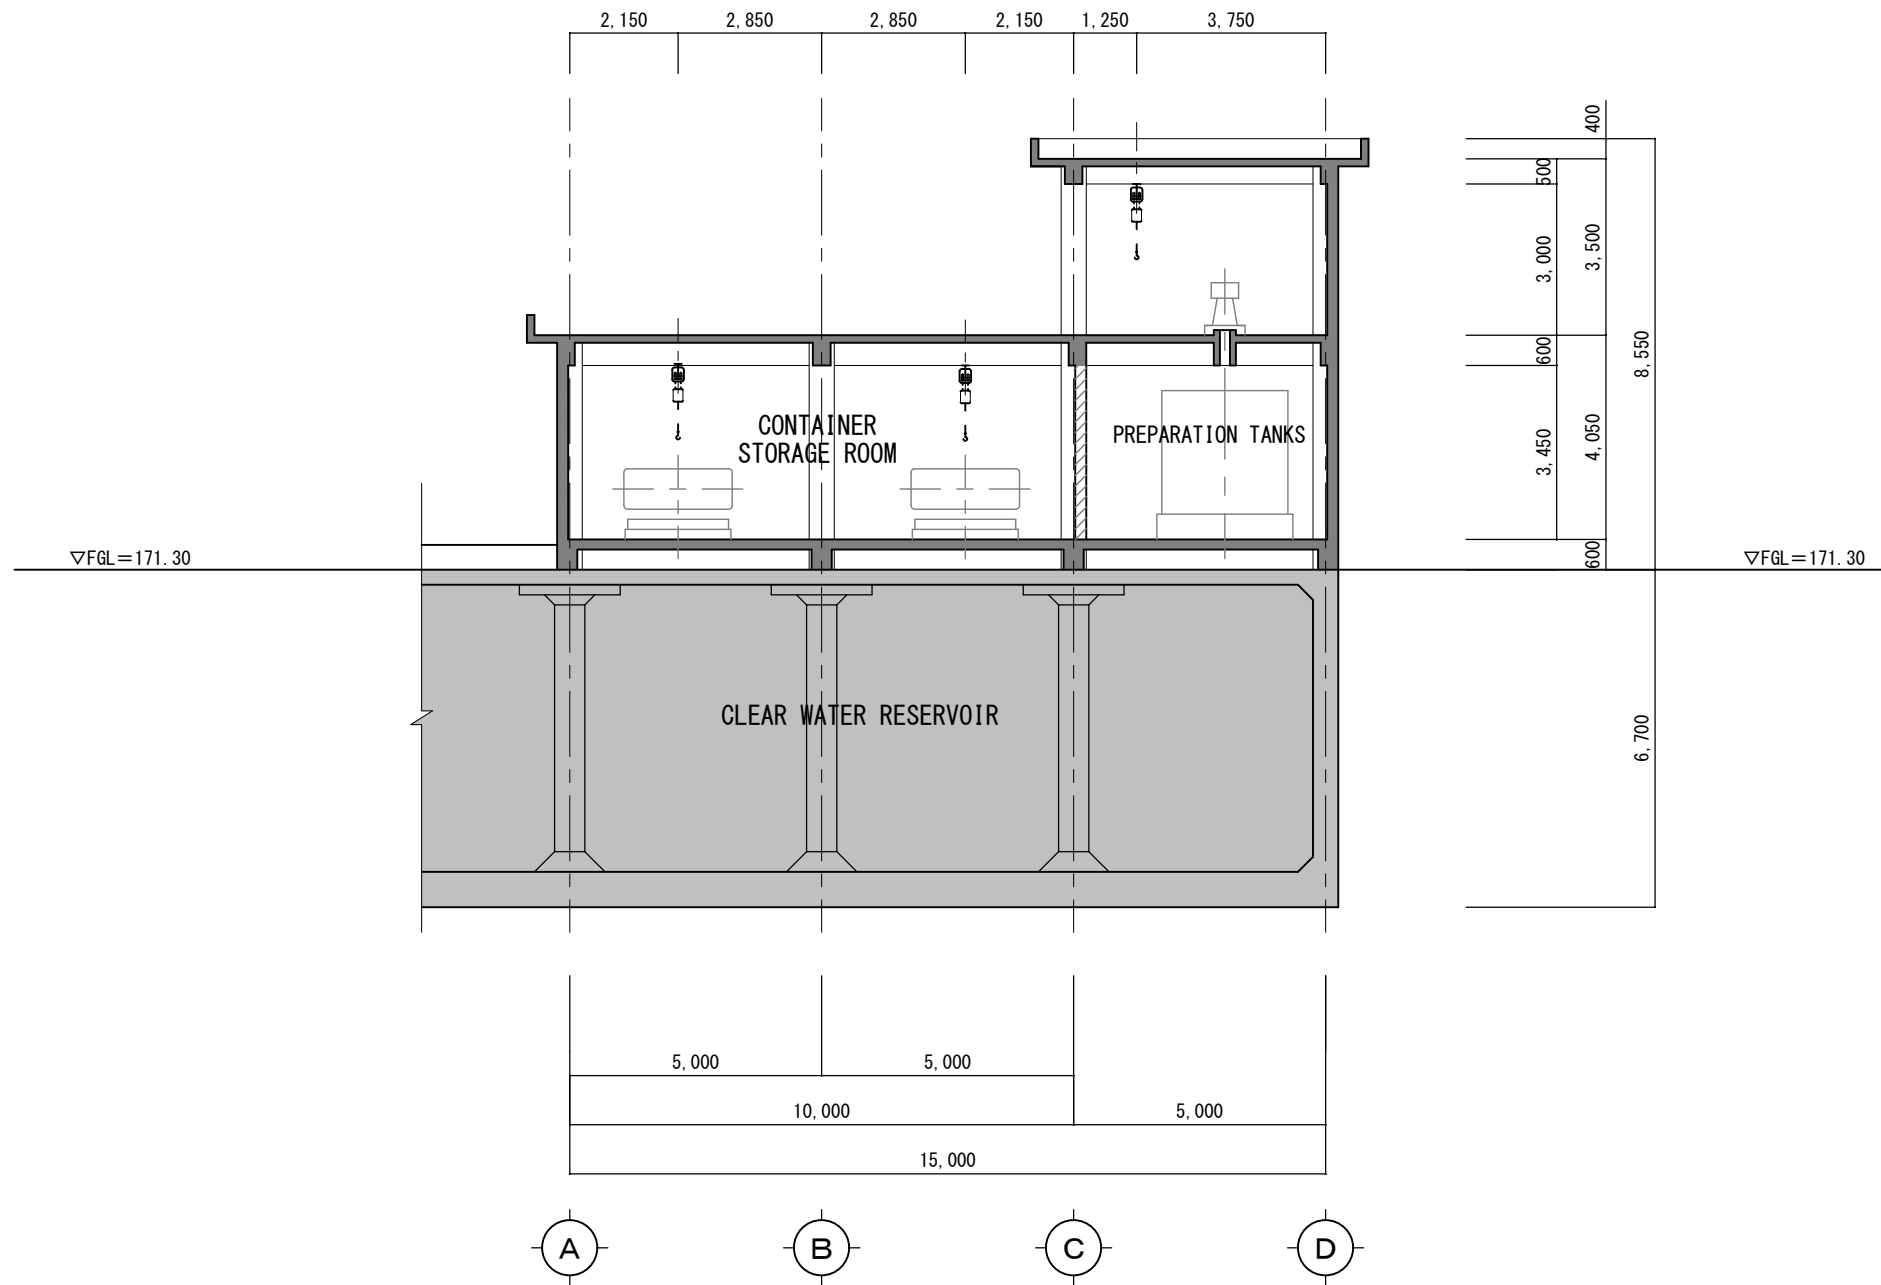 2,150 2,850 2,850 2,150 1,250 3,750
400
500
3,000
3,500
600
8,550
CONTAINER
STORAGE ROOM
PREPARATION TANKS
3,450
4,050
600
▽FGL=171.30
▽FGL=171.30
CLEAR WATER RESERVOIR
6,700
5,000 5,000
10,000 5,000
15,000
A B C D